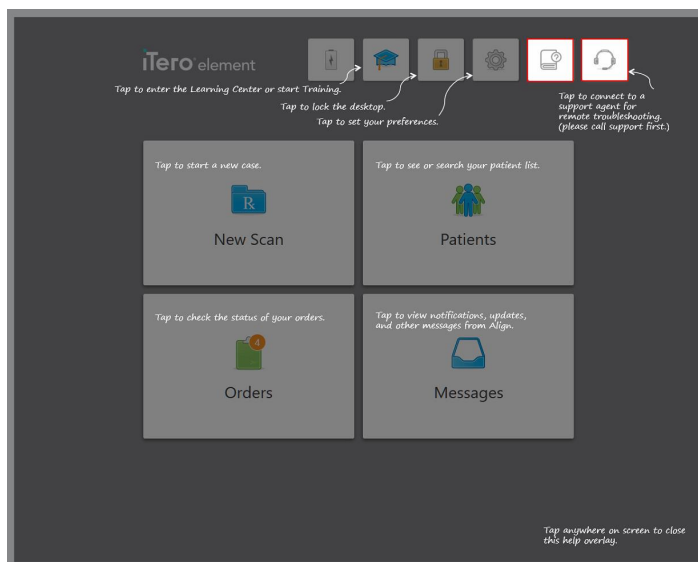 iTero element
Tap to enter the Learning Center or start Training.
Tap to lock the desktop.
Tap to set your preferences.
Tap to connect to a
support agent for
remote troubleshooting.
(please call support first.)
Tap to start a new case.
Rx
New Scan
Tap to see or search your patient list.
Patients
Tap to check the status of your orders.
4
Orders
Tap to view notifications, updates,
and other messages from Align.
Messages
Tap anywhere on screen to close
this help overlay.